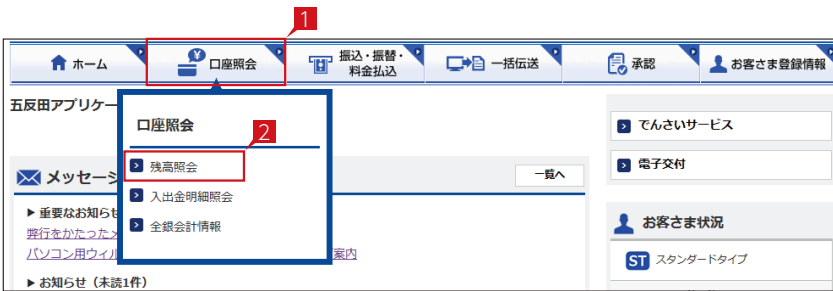 1
ホーム
口座照会
振込・振替・
料金払込
一括伝送
承認
お客さま登録情報
五反田アプリケー
口座照会
2
残高照会
入出金明細照会
全銀会計情報
メッセージ
一覧へ
▶ 重要なお知らせ
弊行をかたった
パソコン用ウィル
案内
▶ お知らせ（未読1件）
でんさいサービス
電子交付
お客さま状況
ST スタンダードタイプ